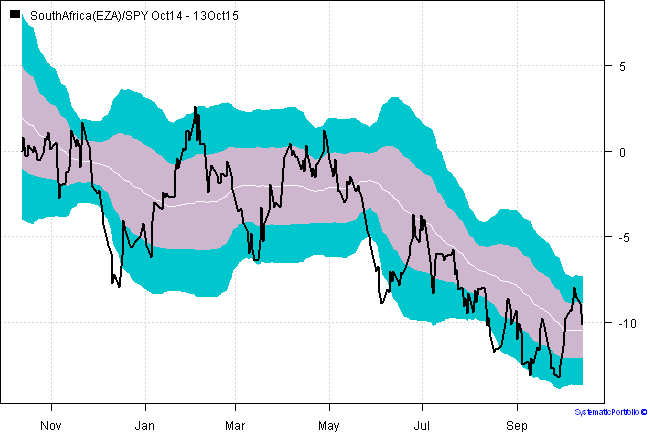 SouthAfrica(EZA)/SPY Oct14 - 13Oct15
5
0
-5
-10
Nov Jan Mar May Jul Sep
SystematicPortfolio ©